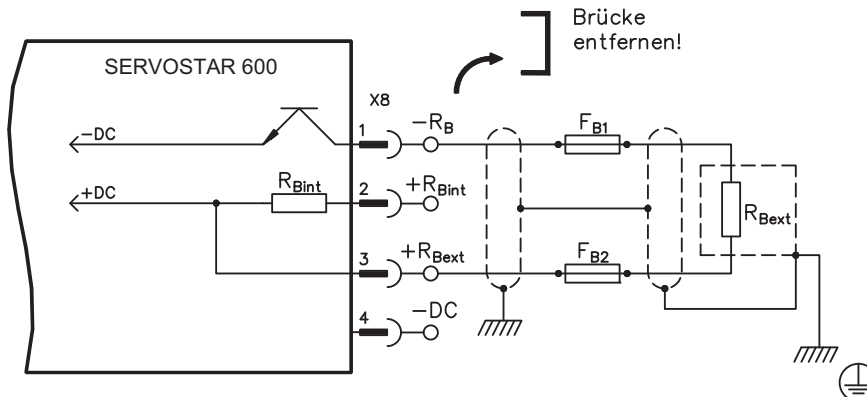 Brücke
entfernen!
SERVOSTAR 600
X8
−DC
1
−RB
FB1
+DC
RBint
2
+RBint
RBext
3
+RBext
FB2
4
−DC